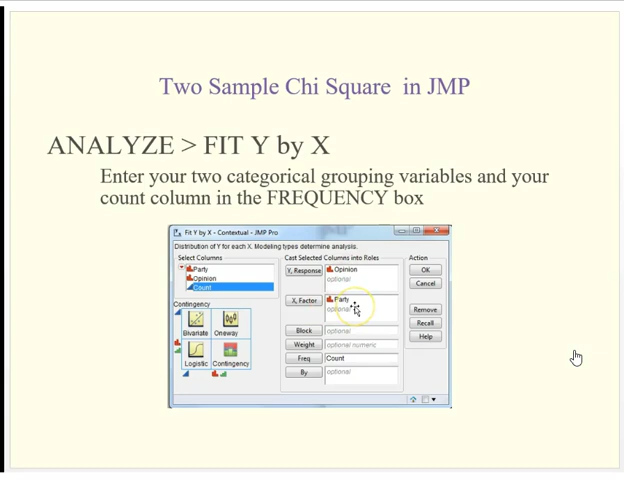 Two Sample Chi Square in JMP
ANALYZE > FIT Y by X
Enter your two categorical grouping variables and your
count column in the FREQUENCY box
Fit Y by X - Contextual - JMP Pro
Distribution of Y for each X. Modeling types determine analysis.
Select Columns
Party
Opinion
Count
Contingency
Bivariate
Oneway
Logistic
Contingency
Cast Selected Columns into Roles
Y, Response
Opinion
optional
X, Factor
Party
optional
Block
optional
Weight
optional numeric
Freq
Count
By
optional
Action
OK
Cancel
Remove
Recall
Help